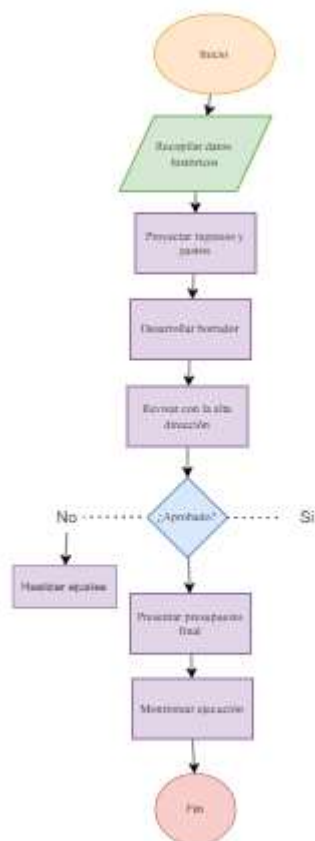 Inicio
Recopilar datos
históricos
Proyectar ingresos y
gastos
Desarrollar borrador
Revisar con la alta
dirección
¿Aprobado?
No
Si
Realizar ajustes
Presentar presupuesto
final
Monitorear ejecución
Fin